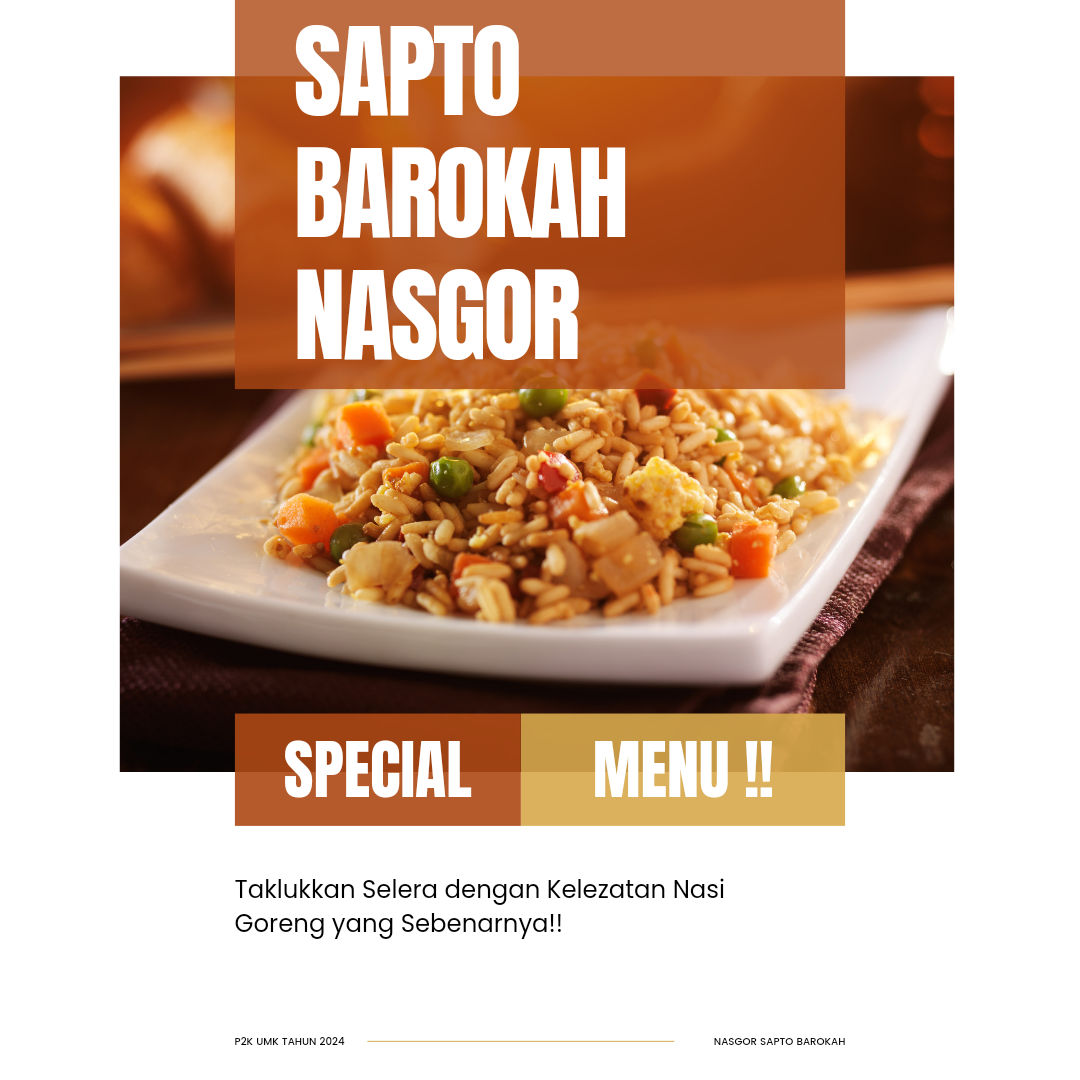 SAPTO
BAROKAH
NASGOR
SPECIAL MENU !!
Taklukkan Selera dengan Kelezatan Nasi
Goreng yang Sebenarnya!!
P2K UMK TAHUN 2024 NASGOR SAPTO BAROKAH